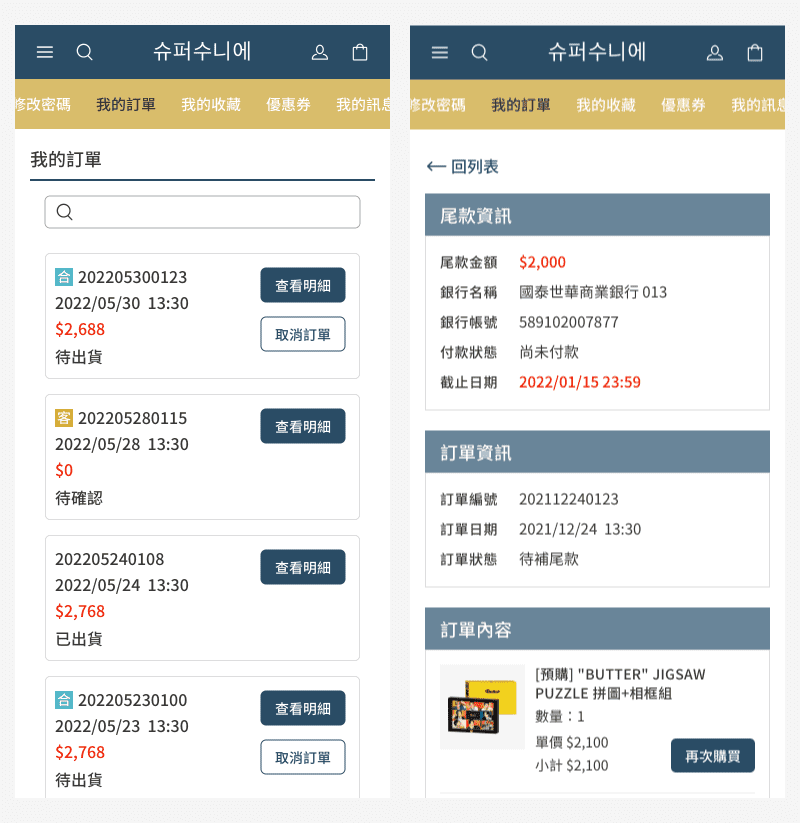 슈퍼수니에
修改密碼 我的訂單 我的收藏 優惠券 我的訊息
我的訂單
合 202205300123
2022/05/30 13:30
$2,688
待出貨
查看明細
取消訂單
客 202205280115
2022/05/28 13:30
$0
待確認
查看明細
202205240108
2022/05/24 13:30
$2,768
已出貨
查看明細
合 202205230100
2022/05/23 13:30
$2,768
待出貨
查看明細
取消訂單
슈퍼수니에
修改密碼 我的訂單 我的收藏 優惠券 我的訊息
回列表
尾款資訊
尾款金額 $2,000
銀行名稱 國泰世華商業銀行 013
銀行帳號 589102007877
付款狀態 尚未付款
截止日期 2022/01/15 23:59
訂單資訊
訂單編號 202112240123
訂單日期 2021/12/24 13:30
訂單狀態 待補尾款
訂單內容
[預購] "BUTTER" JIGSAW
PUZZLE 拼圖+相框組
數量：1
單價 $2,100
小計 $2,100
再次購買